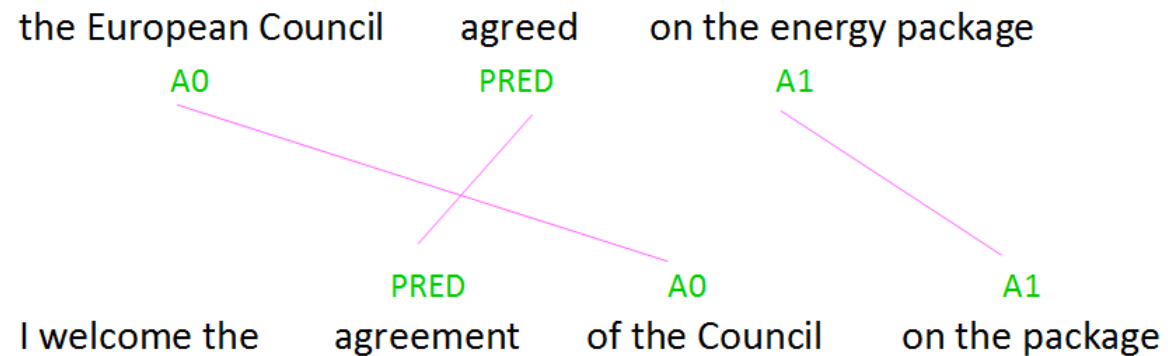 the European Council agreed on the energy package
A0 PRED A1
PRED A0 A1
I welcome the agreement of the Council on the package